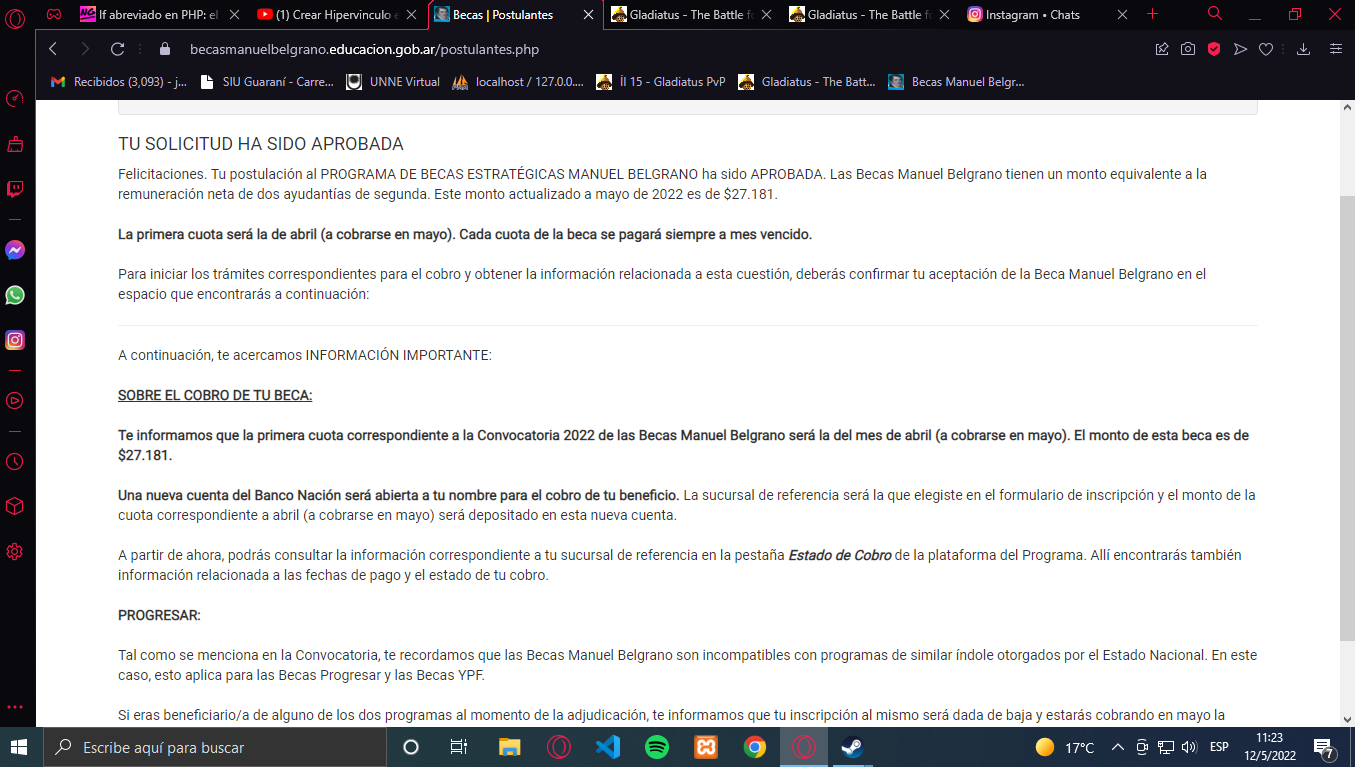 If abreviado en PHP: el
(1) Crear Hipervinculo e
Becas | Postulantes
Gladiatus - The Battle fo
Gladiatus - The Battle fo
Instagram • Chats
becasmanuelbelgrano.educacion.gob.ar/postulantes.php
Recibidos (3,093) - j...
SIU Guaraní - Carre...
UNNE Virtual
localhost / 127.0.0....
Îl 15 - Gladiatus PvP
Gladiatus - The Batt...
Becas Manuel Belgr...
TU SOLICITUD HA SIDO APROBADA
Felicitaciones. Tu postulación al PROGRAMA DE BECAS ESTRATÉGICAS MANUEL BELGRANO ha sido APROBADA. Las Becas Manuel Belgrano tienen un monto equivalente a la
remuneración neta de dos ayudantías de segunda. Este monto actualizado a mayo de 2022 es de $27.181.
La primera cuota será la de abril (a cobrarse en mayo). Cada cuota de la beca se pagará siempre a mes vencido.
Para iniciar los trámites correspondientes para el cobro y obtener la información relacionada a esta cuestión, deberás confirmar tu aceptación de la Beca Manuel Belgrano en el
espacio que encontrarás a continuación:
A continuación, te acercamos INFORMACIÓN IMPORTANTE:
SOBRE EL COBRO DE TU BECA:
Te informamos que la primera cuota correspondiente a la Convocatoria 2022 de las Becas Manuel Belgrano será la del mes de abril (a cobrarse en mayo). El monto de esta beca es de
$27.181.
Una nueva cuenta del Banco Nación será abierta a tu nombre para el cobro de tu beneficio. La sucursal de referencia será la que elegiste en el formulario de inscripción y el monto de la
cuota correspondiente a abril (a cobrarse en mayo) será depositado en esta nueva cuenta.
A partir de ahora, podrás consultar la información correspondiente a tu sucursal de referencia en la pestaña Estado de Cobro de la plataforma del Programa. Allí encontrarás también
información relacionada a las fechas de pago y el estado de tu cobro.
PROGRESAR:
Tal como se menciona en la Convocatoria, te recordamos que las Becas Manuel Belgrano son incompatibles con programas de similar índole otorgados por el Estado Nacional. En este
caso, esto aplica para las Becas Progresar y las Becas YPF.
Si eras beneficiario/a de alguno de los dos programas al momento de la adjudicación, te informamos que tu inscripción al mismo será dada de baja y estarás cobrando en mayo la
Escribe aquí para buscar
17°C
ESP
11:23
12/5/2022
7